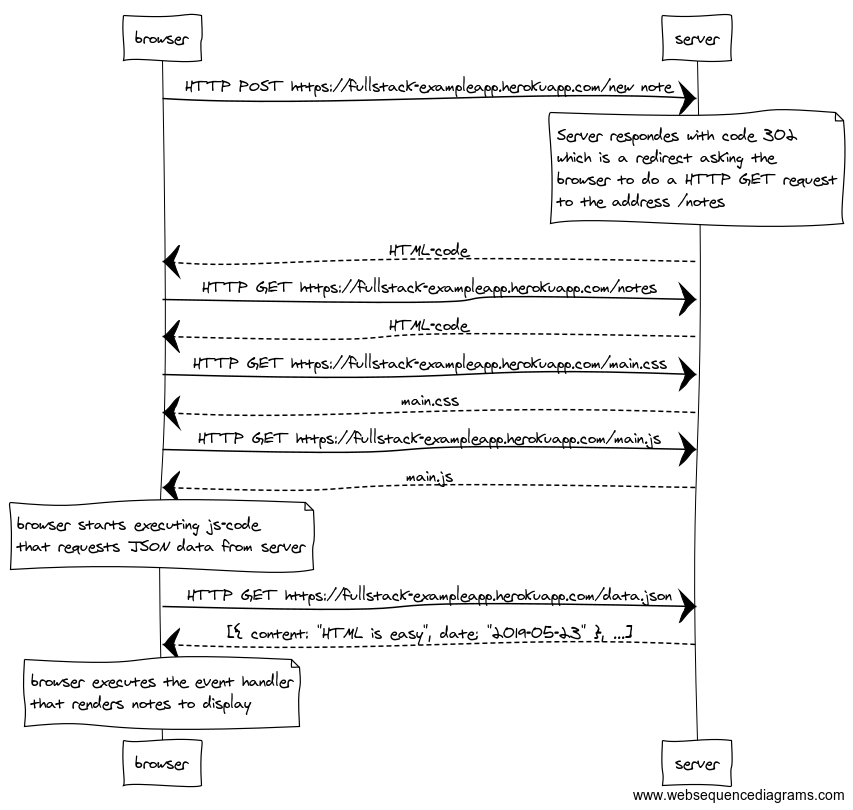 browser
server
HTTP POST https://fullstack-exampleapp.herokuapp.com/new note
Server respondes with code 302
which is a redirect asking the
browser to do a HTTP GET request
to the address /notes
HTML-code
HTTP GET https://fullstack-exampleapp.herokuapp.com/notes
HTML-code
HTTP GET https://fullstack-exampleapp.herokuapp.com/main.css
main.css
HTTP GET https://fullstack-exampleapp.herokuapp.com/main.js
main.js
browser starts executing js-code
that requests JSON data from server
HTTP GET https://fullstack-exampleapp.herokuapp.com/data.json
[{ content: "HTML is easy", date: "2019-05-23" }, ...]
browser executes the event handler
that renders notes to display
browser
server
www.websequencediagrams.com